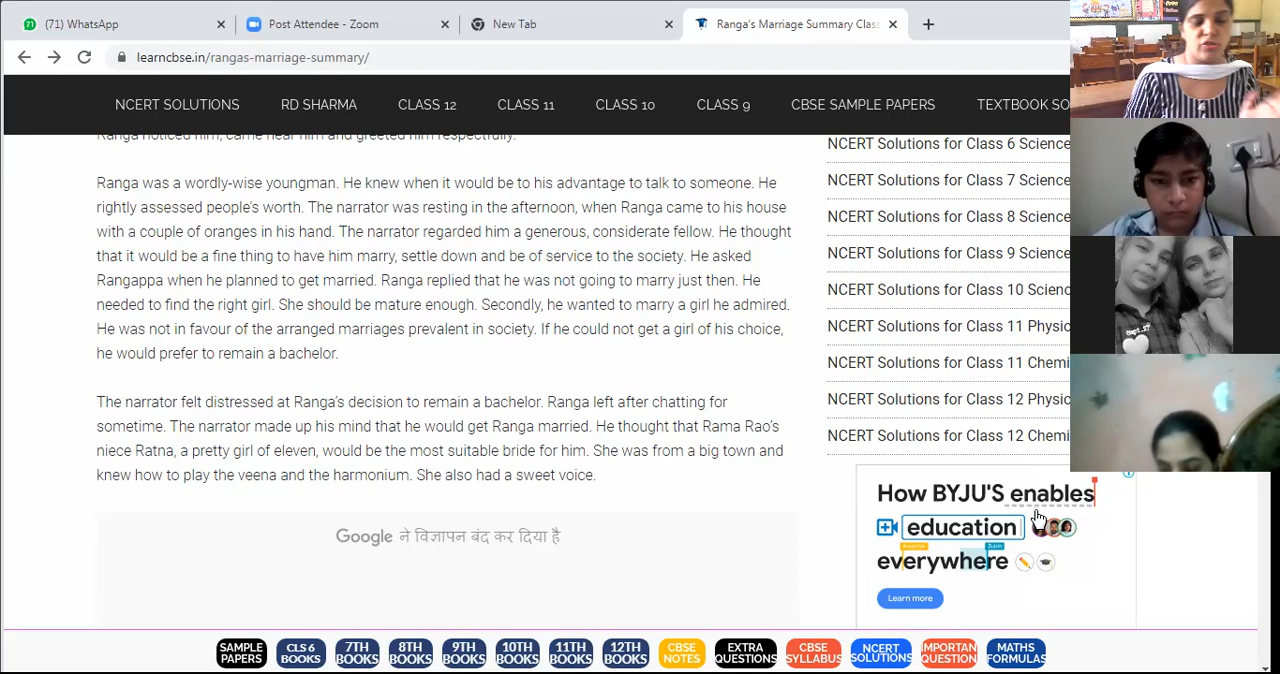 (71) WhatsApp
Post Attendee - Zoom
New Tab
Ranga's Marriage Summary Class
learncbse.in/rangas-marriage-summary/
NCERT SOLUTIONS RD SHARMA CLASS 12 CLASS 11 CLASS 10 CLASS 9 CBSE SAMPLE PAPERS TEXTBOOK SO
Ranga noticed him, came near him and greeted him respectfully.
Ranga was a wordly-wise youngman. He knew when it would be to his advantage to talk to someone. He
rightly assessed people's worth. The narrator was resting in the afternoon, when Ranga came to his house
with a couple of oranges in his hand. The narrator regarded him a generous, considerate fellow. He thought
that it would be a fine thing to have him marry, settle down and be of service to the society. He asked
Rangappa when he planned to get married. Ranga replied that he was not going to marry just then. He
needed to find the right girl. She should be mature enough. Secondly, he wanted to marry a girl he admired.
He was not in favour of the arranged marriages prevalent in society. If he could not get a girl of his choice,
he would prefer to remain a bachelor.
The narrator felt distressed at Ranga's decision to remain a bachelor. Ranga left after chatting for
sometime. The narrator made up his mind that he would get Ranga married. He thought that Rama Rao's
niece Ratna, a pretty girl of eleven, would be the most suitable bride for him. She was from a big town and
knew how to play the veena and the harmonium. She also had a sweet voice.
Google ने विज्ञापन बंद कर दिया है
NCERT Solutions for Class 6 Science
NCERT Solutions for Class 7 Science
NCERT Solutions for Class 8 Science
NCERT Solutions for Class 9 Science
NCERT Solutions for Class 10 Scienc
NCERT Solutions for Class 11 Physic
NCERT Solutions for Class 11 Chemi
NCERT Solutions for Class 12 Physic
NCERT Solutions for Class 12 Chemi
How BYJU'S enables
education
everywhere
Learn more
SAMPLE PAPERS
CLS 6 BOOKS
7TH BOOKS
8TH BOOKS
9TH BOOKS
10TH BOOKS
11TH BOOKS
12TH BOOKS
CBSE NOTES
EXTRA QUESTIONS
CBSE SYLLABUS
NCERT SOLUTIONS
IMPORTAN QUESTION
MATHS FORMULAS